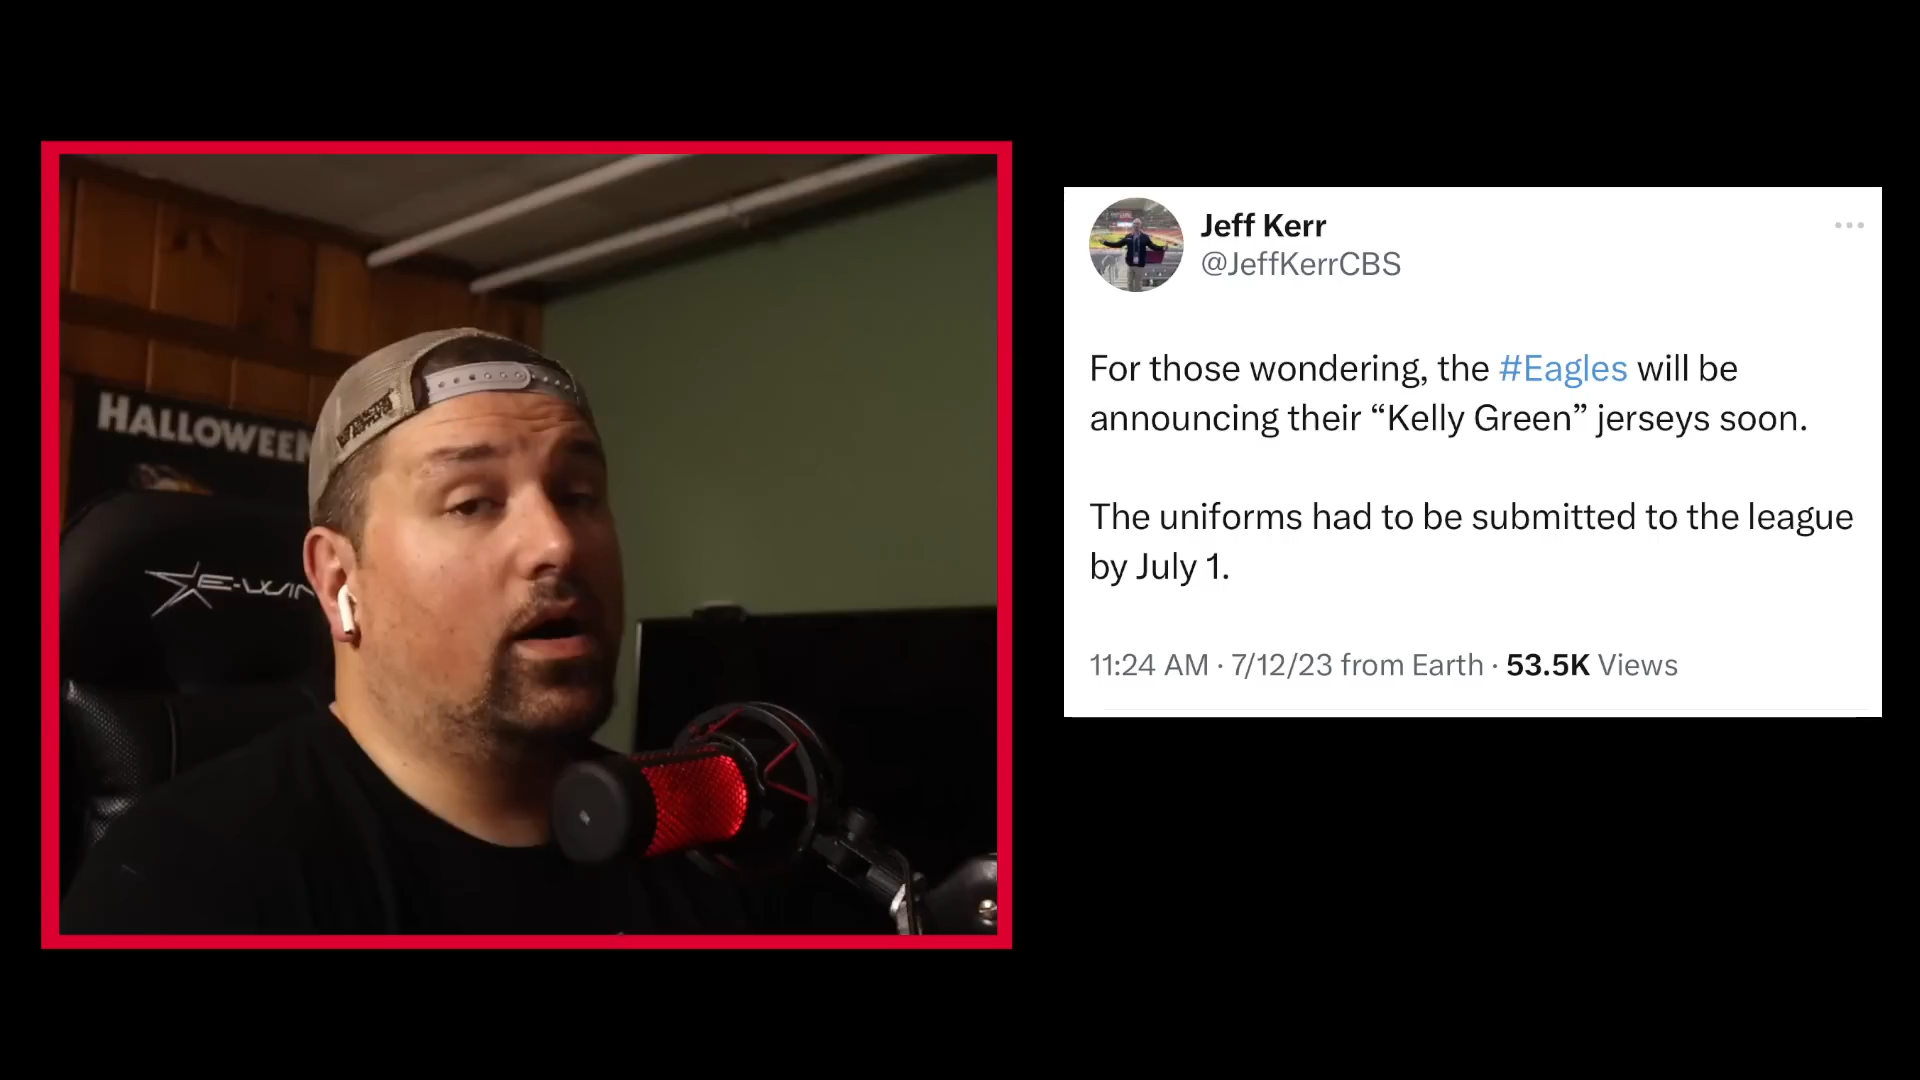 HALLOWEEN
E-WIN
Jeff Kerr
@JeffKerrCBS
For those wondering, the #Eagles will be
announcing their “Kelly Green” jerseys soon.
The uniforms had to be submitted to the league
by July 1.
11:24 AM · 7/12/23 from Earth · 53.5K Views